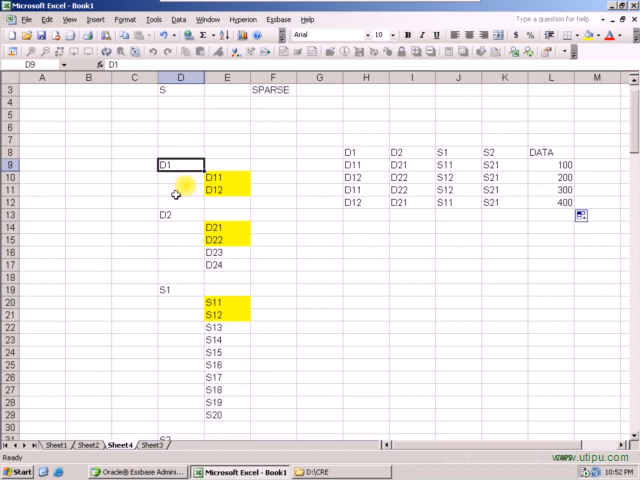 Microsoft Excel - Book1
File Edit View Insert Format Tools Data Window Hyperion Essbase Help
Type a question for help
Arial 10 B I U $ %
D9 D1
A B C D E F G H I J K L M
3 S SPARSE
4
5
6
7
8 D1 D2 S1 S2 DATA
9 D1 D11 D21 S11 S21 100
10 D11 D12 D22 S12 S21 200
11 D12 D11 D22 S12 S21 300
12 D12 D21 S11 S21 400
13 D2
14 D21
15 D22
16 D23
17 D24
18
19 S1
20 S11
21 S12
22 S13
23 S14
24 S15
25 S16
26 S17
27 S18
28 S19
29 S20
30
31 S2
Sheet1 Sheet2 Sheet4 Sheet3
Ready
www.utipu.com
Start Oracle® Essbase Admini... Microsoft Excel - Book1 D:\CRE 10:52 PM